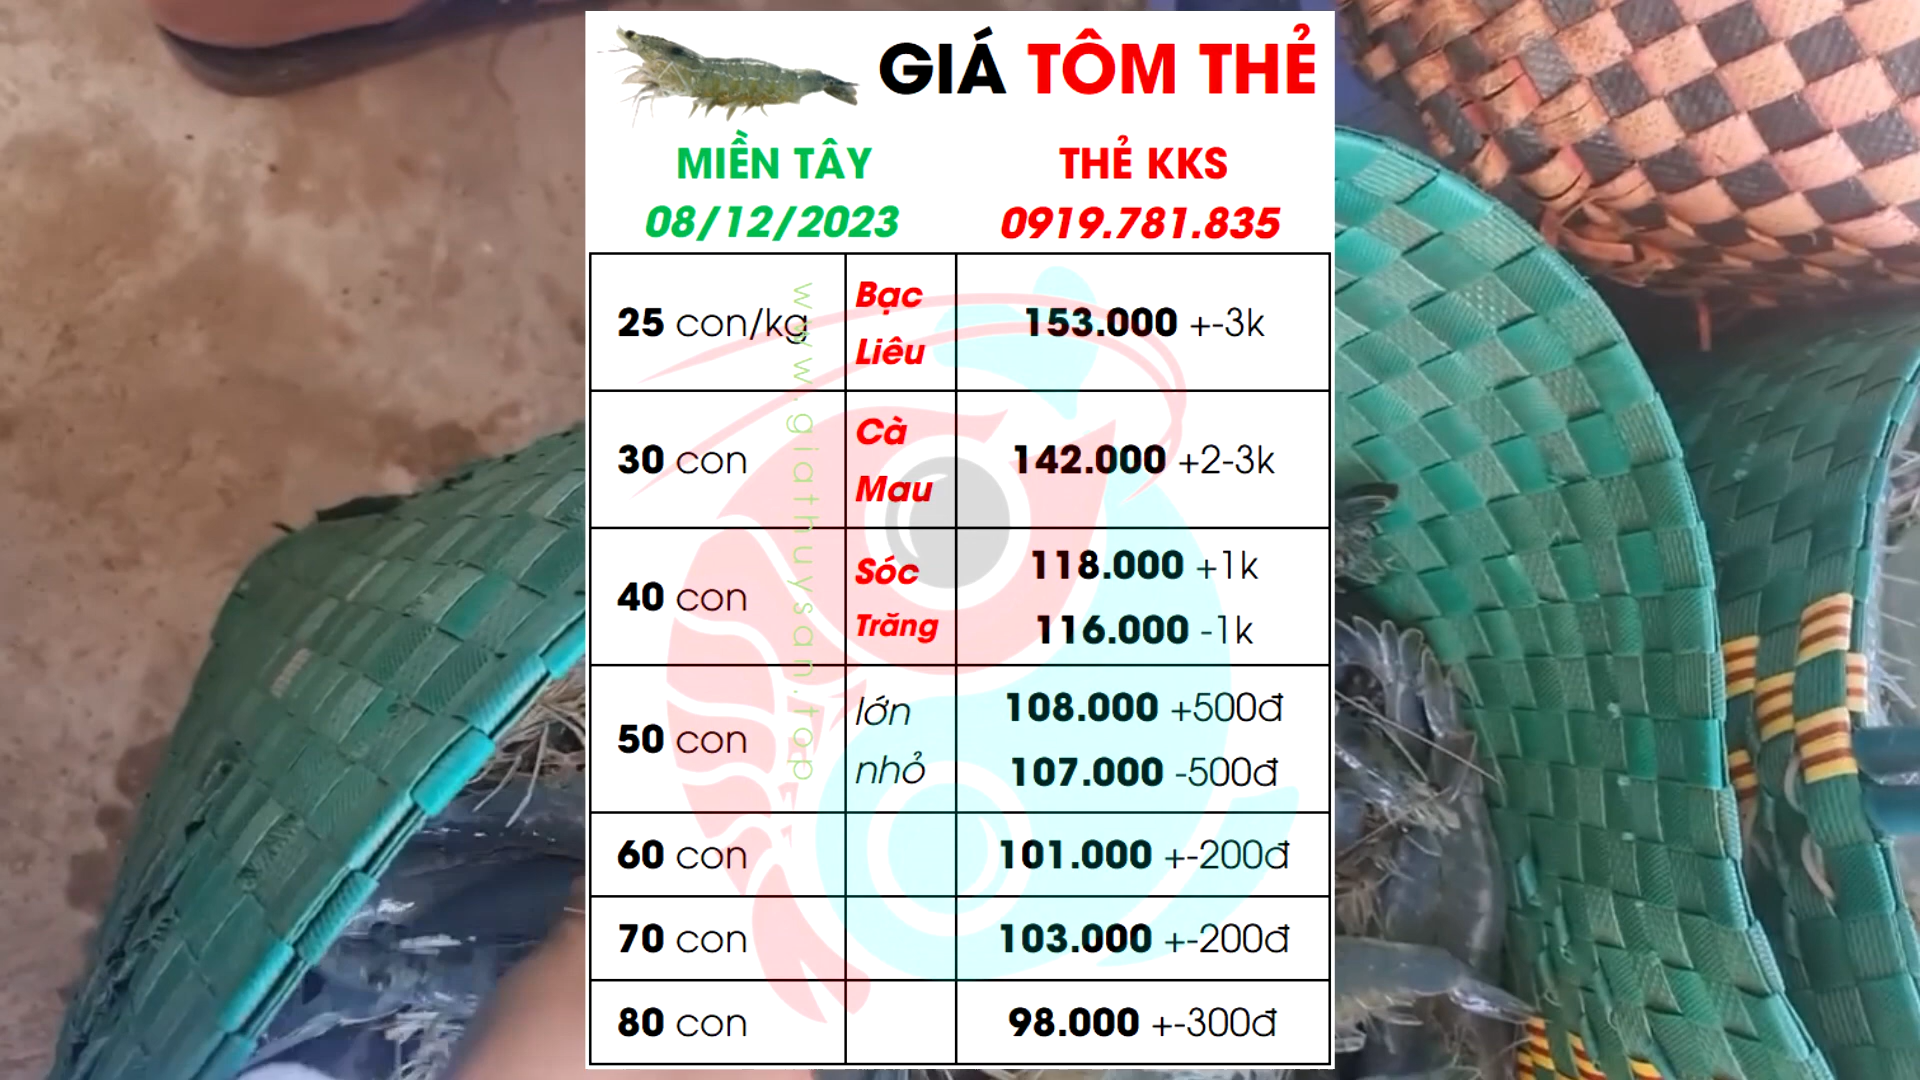 GIÁ TÔM THẺ
MIỀN TÂY
08/12/2023
THẺ KKS
0919.781.835
25 con/kg
Bạc
Liêu
153.000 +-3k
30 con
Cà
Mau
142.000 +2-3k
40 con
Sóc
Trăng
118.000 +1k
116.000 -1k
50 con
lớn
nhỏ
108.000 +500đ
107.000 -500đ
60 con
101.000 +-200đ
70 con
103.000 +-200đ
80 con
98.000 +-300đ
www.giathuysan.top